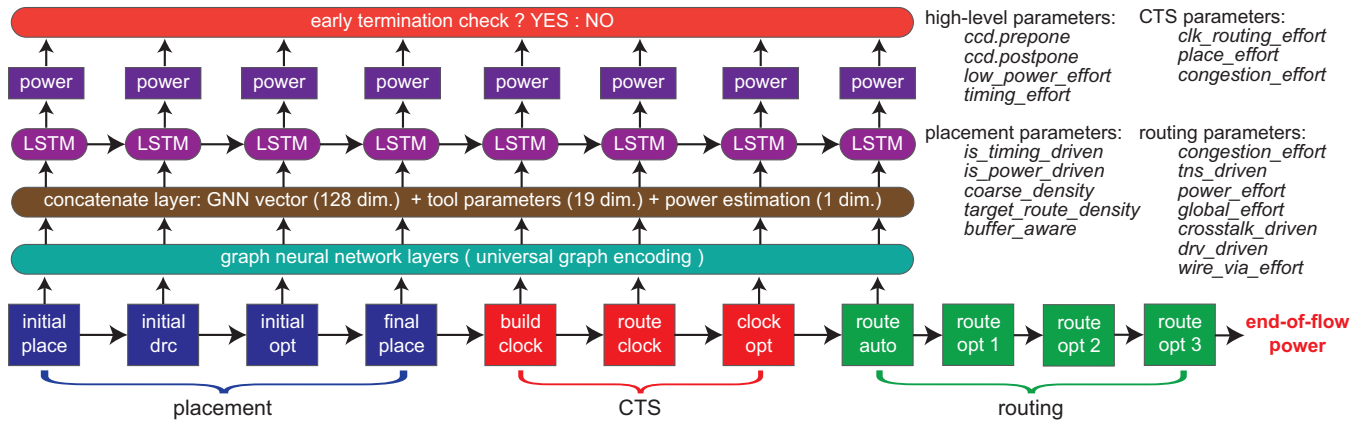 early termination check ? YES : NO
power power power power power power power power
LSTM LSTM LSTM LSTM LSTM LSTM LSTM LSTM
concatenate layer: GNN vector (128 dim.) + tool parameters (19 dim.) + power estimation (1 dim.)
graph neural network layers ( universal graph encoding )
initial place
initial drc
initial opt
final place
build clock
route clock
clock opt
route auto
route opt 1
route opt 2
route opt 3
end-of-flow power
placement
CTS
routing
high-level parameters:
ccd.prepone
ccd.postpone
low_power_effort
timing_effort
CTS parameters:
clk_routing_effort
place_effort
congestion_effort
placement parameters:
is_timing_driven
is_power_driven
coarse_density
target_route_density
buffer_aware
routing parameters:
congestion_effort
tns_driven
power_effort
global_effort
crosstalk_driven
drv_driven
wire_via_effort